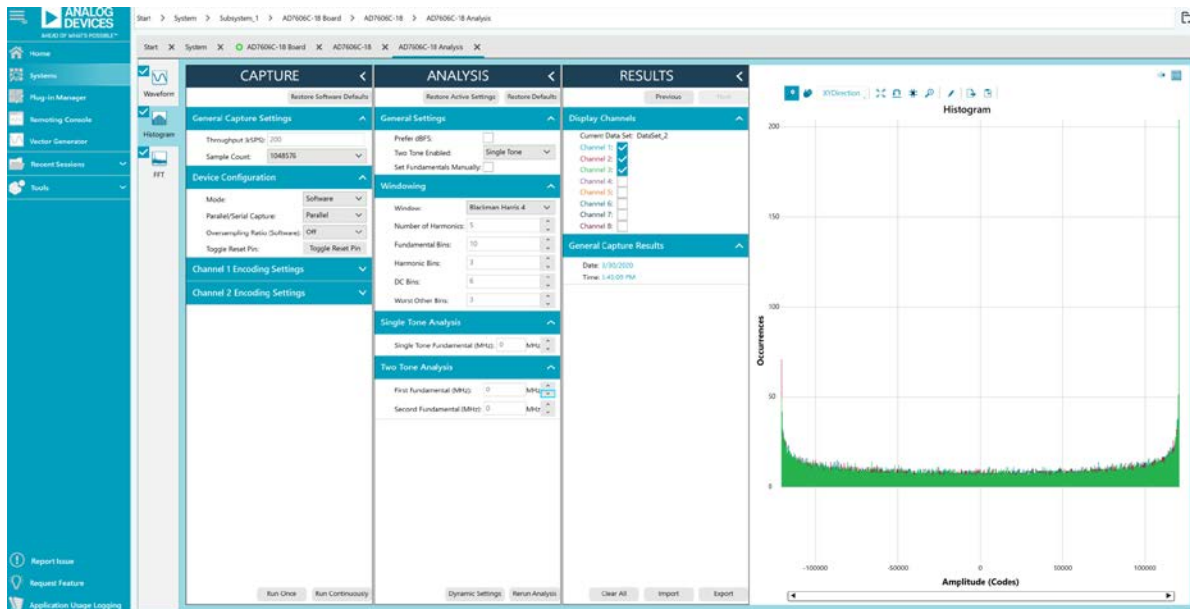 ANALOG
DEVICES
AHEAD OF WHAT'S POSSIBLE™
Start > System > Subsystem_1 > AD7606C-18 Board > AD7606C-18 > AD7606C-18 Analysis
Start X System X AD7606C-18 Board X AD7606C-18 X AD7606C-18 Analysis X
Home
Systems
Plug-in Manager
Remoting Console
Vector Generator
Recent Sessions
Tools
Report Issue
Request Feature
Application Usage Logging
Waveform
Histogram
FFT
CAPTURE <
Restore Software Defaults
General Capture Settings
Throughput (kSPS): 200
Sample Count: 1048576
Device Configuration
Mode: Software
Parallel/Serial Capture: Parallel
Oversampling Ratio (Software): Off
Toggle Reset Pin: Toggle Reset Pin
Channel 1 Encoding Settings
Channel 2 Encoding Settings
Run Once Run Continuously
ANALYSIS <
Restore Active Settings Restore Defaults
General Settings
Prefer dBFS:
Two Tone Enabled: Single Tone
Set Fundamentals Manually:
Windowing
Window: Blackman Harris 4
Number of Harmonics: 5
Fundamental Bins: 10
Harmonic Bins: 3
DC Bins: 6
Worst Other Bins: 3
Single Tone Analysis
Single Tone Fundamental (MHz): 0 MHz
Two Tone Analysis
First Fundamental (MHz): 0 MHz
Second Fundamental (MHz): 0 MHz
Dynamic Settings Rerun Analysis
RESULTS <
Previous Next
Display Channels
Current Data Set: DataSet_2
Channel 1:
Channel 2:
Channel 3:
Channel 4:
Channel 5:
Channel 6:
Channel 7:
Channel 8:
General Capture Results
Date: 3/30/2020
Time: 5:40:09 PM
Clear All Import Export
XYDirection
Histogram
200
150
100
50
0
Occurrences
-100000 -50000 0 50000 100000
Amplitude (Codes)